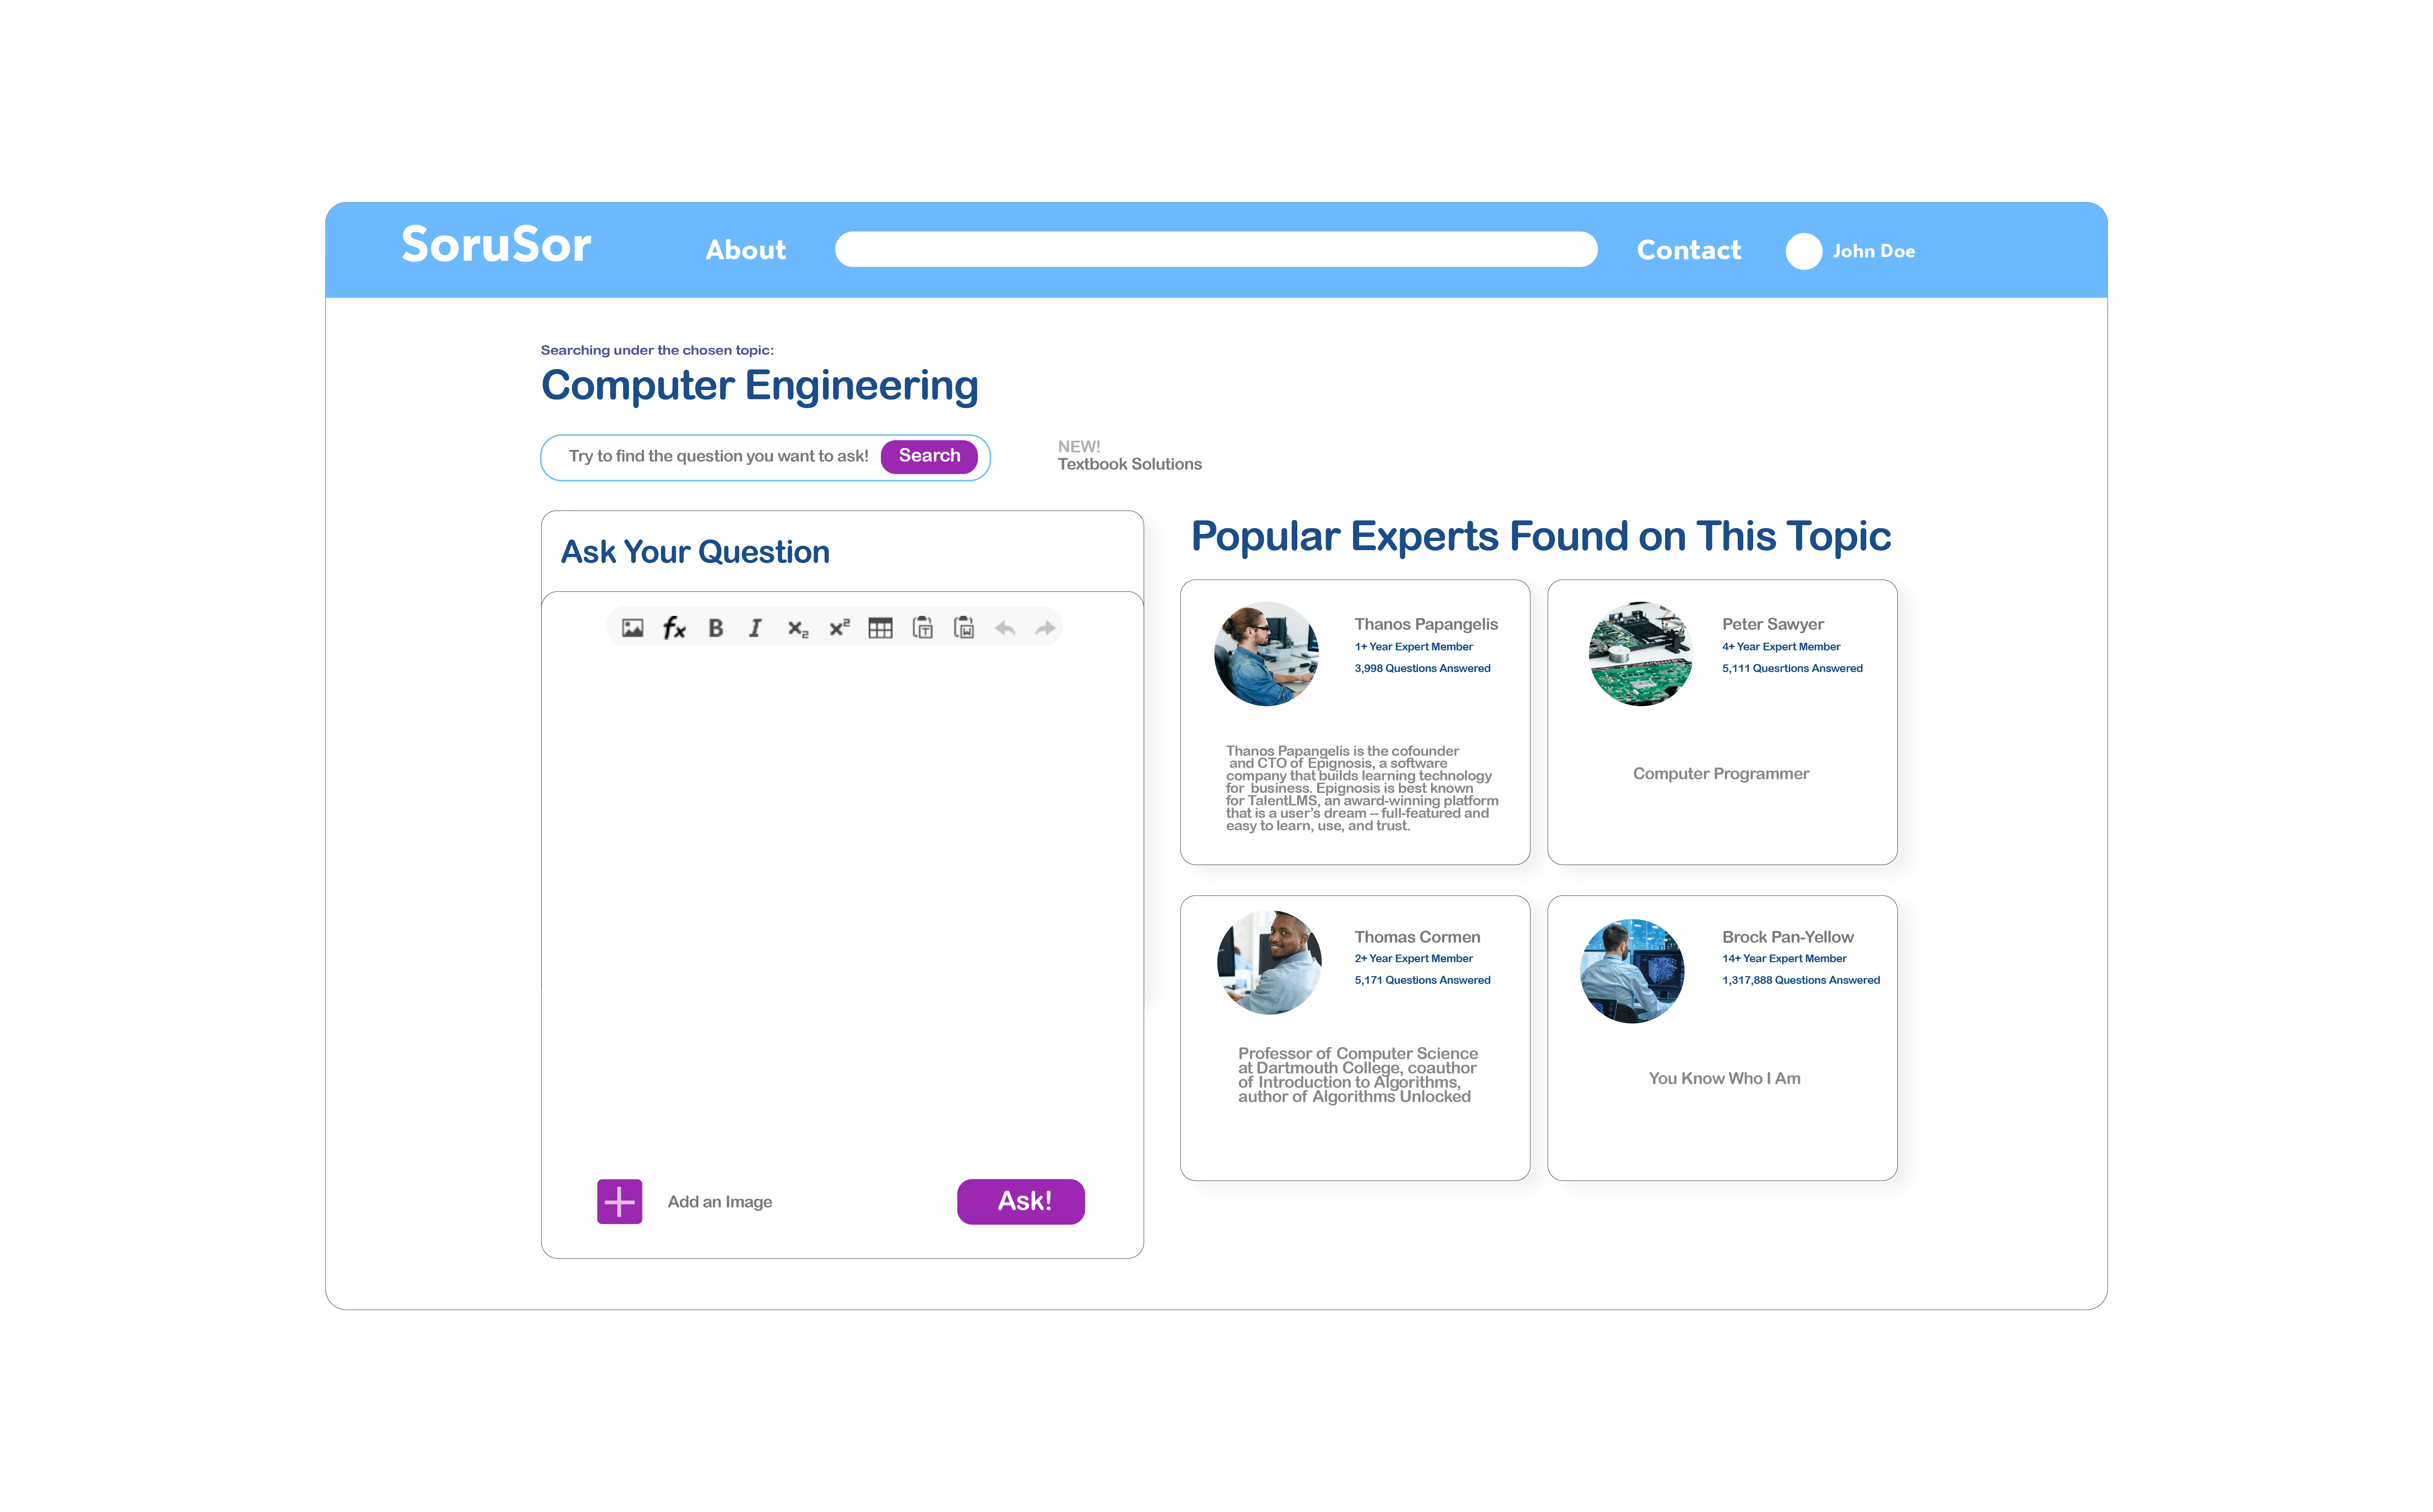 SoruSor
About
Contact
John Doe
Searching under the chosen topic:
Computer Engineering
Try to find the question you want to ask!
Search
NEW!
Textbook Solutions
Ask Your Question
fx B I x₂ x²
Add an Image
Ask!
Popular Experts Found on This Topic
Thanos Papangelis
1+ Year Expert Member
3,998 Questions Answered
Thanos Papangelis is the cofounder
and CTO of Epignosis, a software
company that builds learning technology
for business. Epignosis is best known
for TalentLMS, an award-winning platform
that is a user's dream – full-featured and
easy to learn, use, and trust.
Peter Sawyer
4+ Year Expert Member
5,111 Quesrtions Answered
Computer Programmer
Thomas Cormen
2+ Year Expert Member
5,171 Questions Answered
Professor of Computer Science
at Dartmouth College, coauthor
of Introduction to Algorithms,
author of Algorithms Unlocked
Brock Pan-Yellow
14+ Year Expert Member
1,317,888 Questions Answered
You Know Who I Am